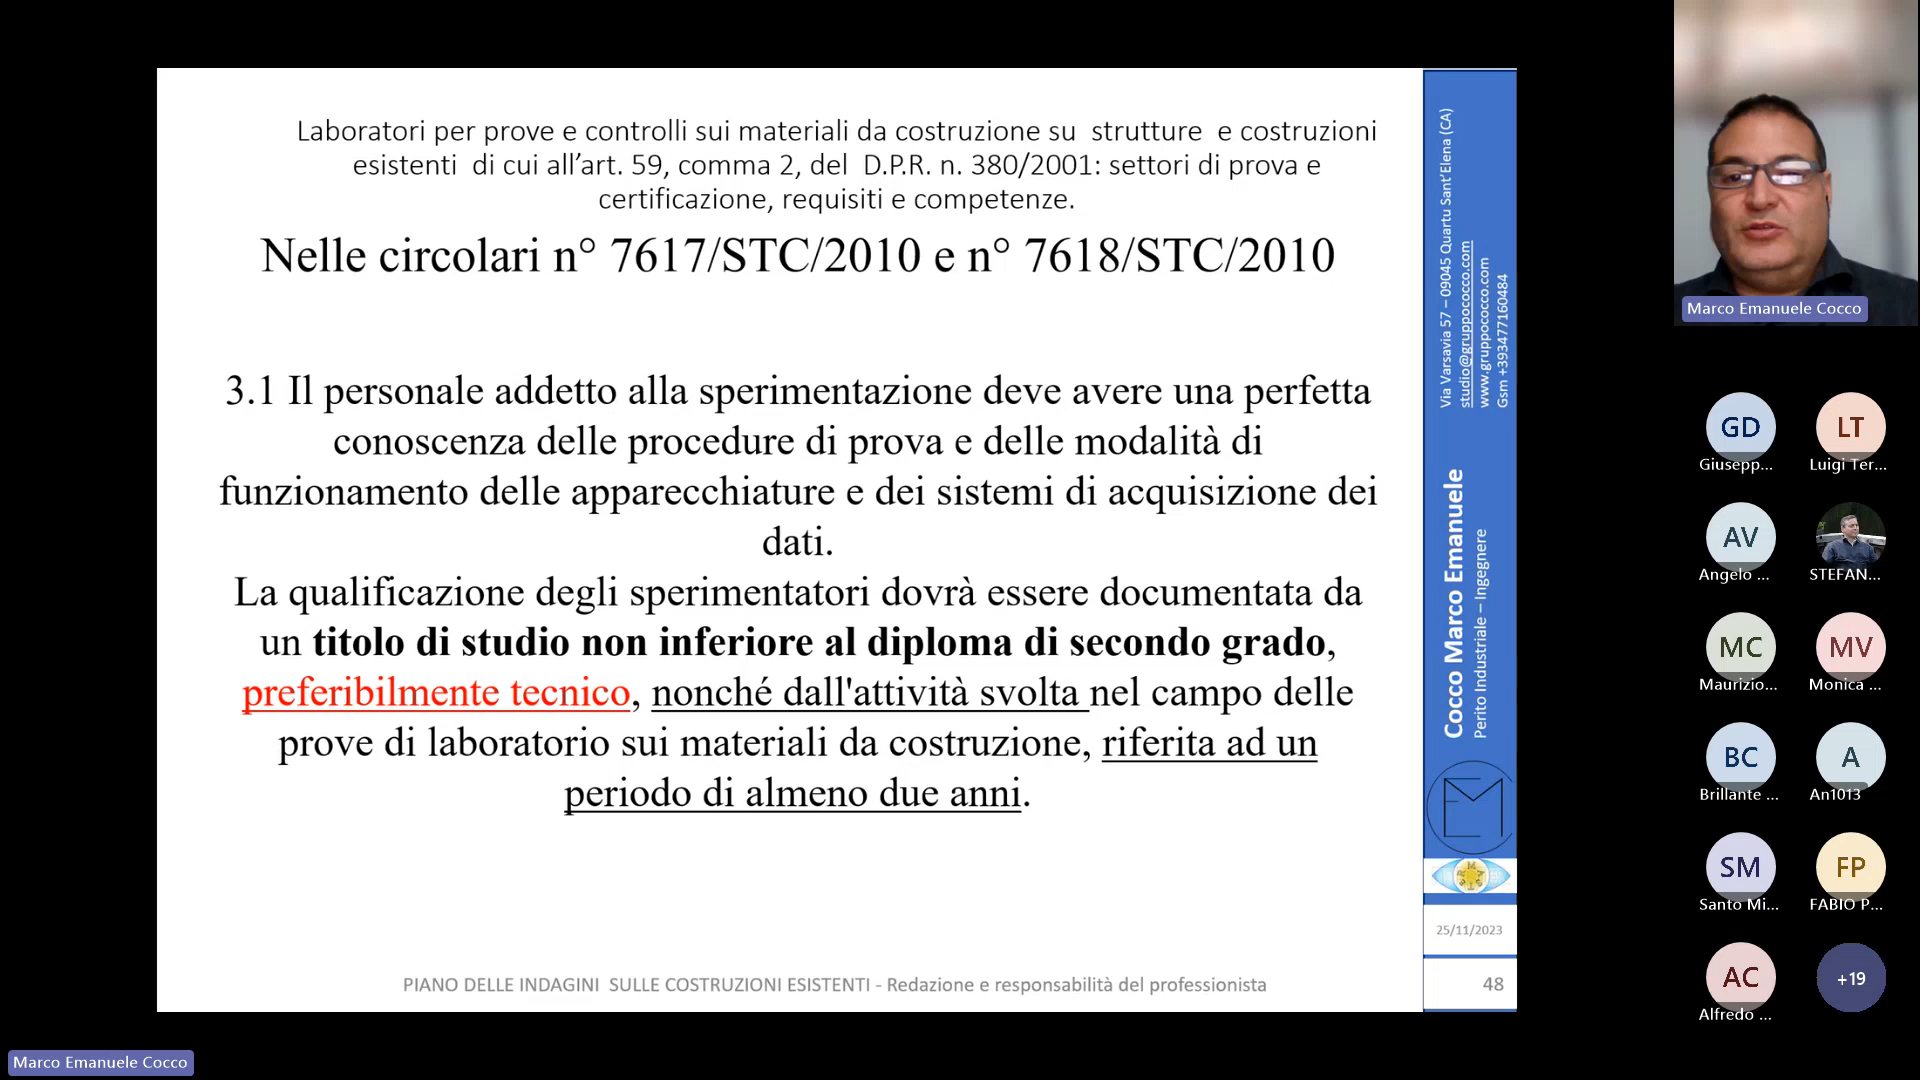 Laboratori per prove e controlli sui materiali da costruzione su strutture e costruzioni
esistenti di cui all’art. 59, comma 2, del D.P.R. n. 380/2001: settori di prova e
certificazione, requisiti e competenze.
Nelle circolari n° 7617/STC/2010 e n° 7618/STC/2010
3.1 Il personale addetto alla sperimentazione deve avere una perfetta
conoscenza delle procedure di prova e delle modalità di
funzionamento delle apparecchiature e dei sistemi di acquisizione dei
dati.
La qualificazione degli sperimentatori dovrà essere documentata da
un titolo di studio non inferiore al diploma di secondo grado,
preferibilmente tecnico, nonché dall'attività svolta nel campo delle
prove di laboratorio sui materiali da costruzione, riferita ad un
periodo di almeno due anni.
PIANO DELLE INDAGINI SULLE COSTRUZIONI ESISTENTI - Redazione e responsabilità del professionista
Via Varsavia 57 – 09045 Quartu Sant’Elena (CA)
studio@gruppococco.com
www.gruppococco.com
Gsm +393477160484
Cocco Marco Emanuele
Perito Industriale – Ingegnere
25/11/2023
48
Marco Emanuele Cocco
GD
Giusepp...
LT
Luigi Ter...
AV
Angelo ...
STEFAN...
MC
Maurizio...
MV
Monica ...
BC
Brillante ...
A
An1013
SM
Santo Mi...
FP
FABIO P...
AC
Alfredo ...
+19
Marco Emanuele Cocco